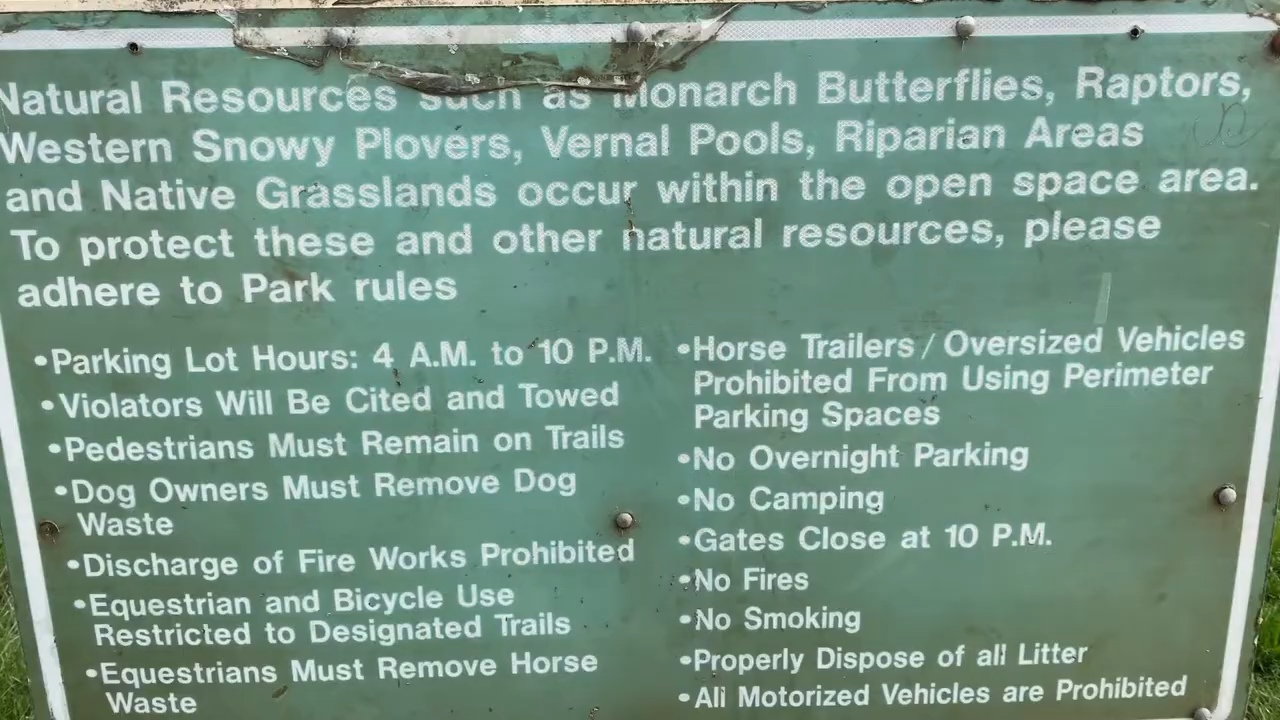 Natural Resources such as Monarch Butterflies, Raptors,
Western Snowy Plovers, Vernal Pools, Riparian Areas
and Native Grasslands occur within the open space area.
To protect these and other natural resources, please
adhere to Park rules
•Parking Lot Hours: 4 A.M. to 10 P.M.
•Violators Will Be Cited and Towed
•Pedestrians Must Remain on Trails
•Dog Owners Must Remove Dog
Waste
•Discharge of Fire Works Prohibited
•Equestrian and Bicycle Use
Restricted to Designated Trails
•Equestrians Must Remove Horse
Waste
•Horse Trailers / Oversized Vehicles
Prohibited From Using Perimeter
Parking Spaces
•No Overnight Parking
•No Camping
•Gates Close at 10 P.M.
•No Fires
•No Smoking
•Properly Dispose of all Litter
•All Motorized Vehicles are Prohibited